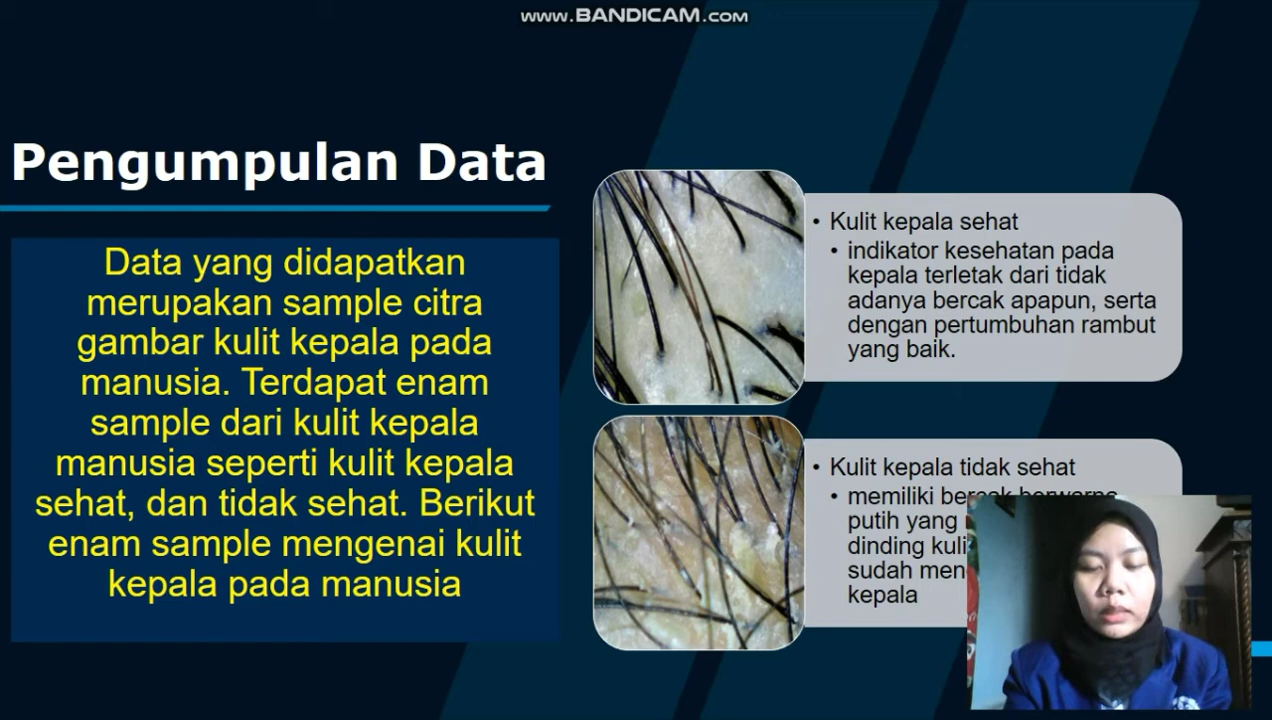 www.BANDICAM.com
Pengumpulan Data
Data yang didapatkan
merupakan sample citra
gambar kulit kepala pada
manusia. Terdapat enam
sample dari kulit kepala
manusia seperti kulit kepala
sehat, dan tidak sehat. Berikut
enam sample mengenai kulit
kepala pada manusia
• Kulit kepala sehat
• indikator kesehatan pada
kepala terletak dari tidak
adanya bercak apapun, serta
dengan pertumbuhan rambut
yang baik.
• Kulit kepala tidak sehat
• memiliki bercak berwarna
putih yang
dinding
sudah
kepala